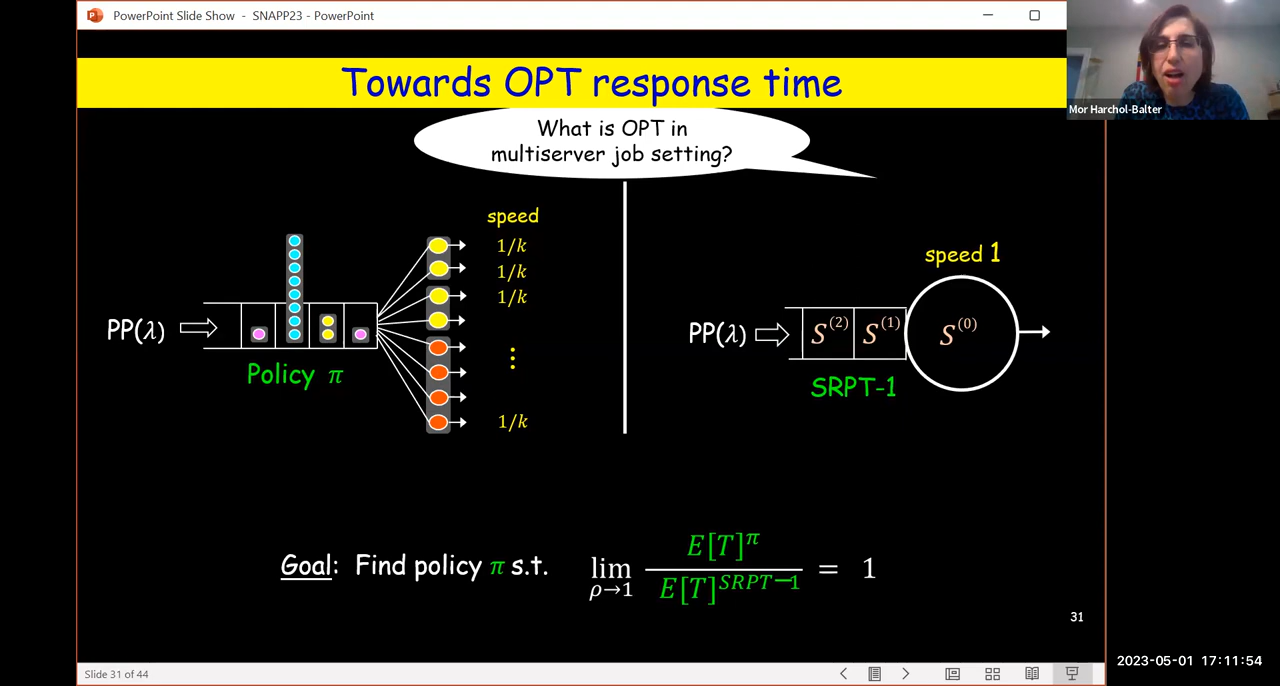 PowerPoint Slide Show - SNAPP23 - PowerPoint
Mor Harchol-Balter
Towards OPT response time
What is OPT in
multiserver job setting?
speed
1/k
1/k
1/k
⋮
1/k
PP(λ)
Policy π
speed 1
PP(λ)
S^(2) S^(1) S^(0)
SRPT-1
Goal: Find policy π s.t. lim_{ρ→1} E[T]^π / E[T]^{SRPT−1} = 1
31
Slide 31 of 44
2023-05-01 17:11:54